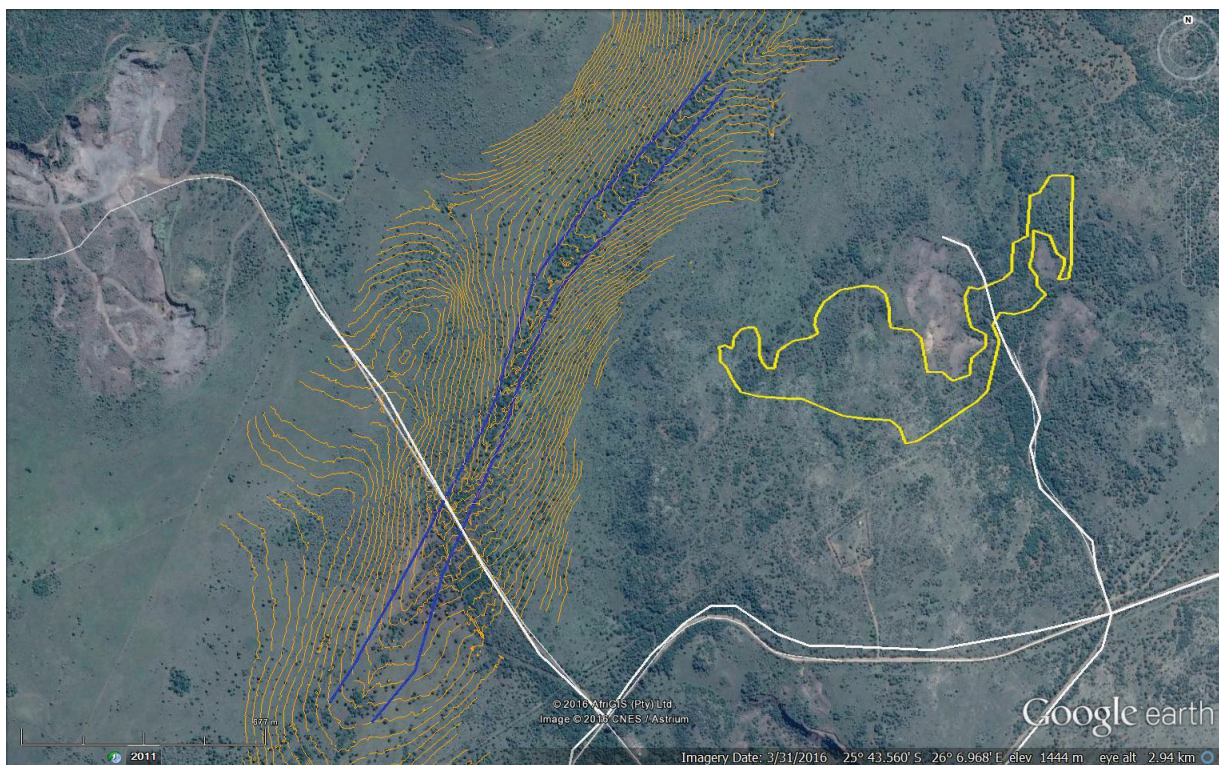 N
677 m
© 2016 AfriGIS (Pty) Ltd
Image © 2016 CNES / Astrium
Google earth
2011
Imagery Date: 3/31/2016 25° 43.560' S 26° 6.968' E elev 1444 m eye alt 2.94 km